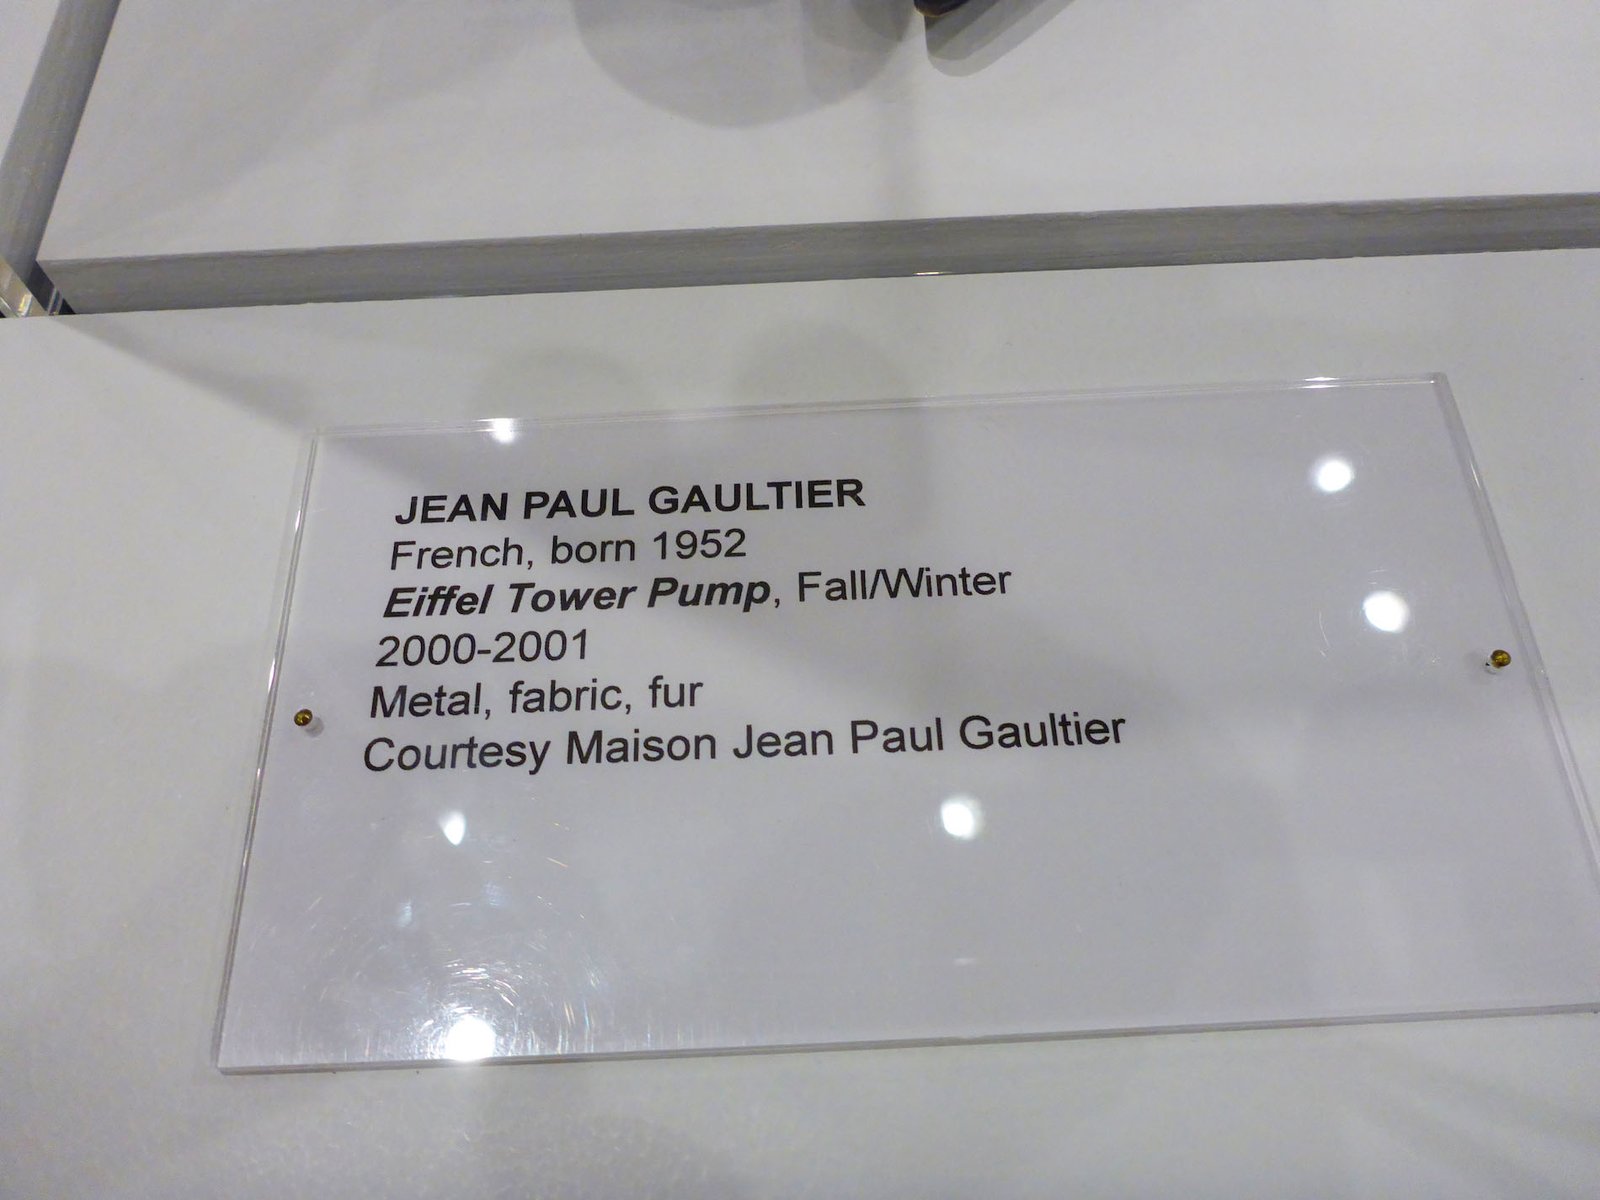 JEAN PAUL GAULTIER
French, born 1952
Eiffel Tower Pump, Fall/Winter
2000-2001
Metal, fabric, fur
Courtesy Maison Jean Paul Gaultier